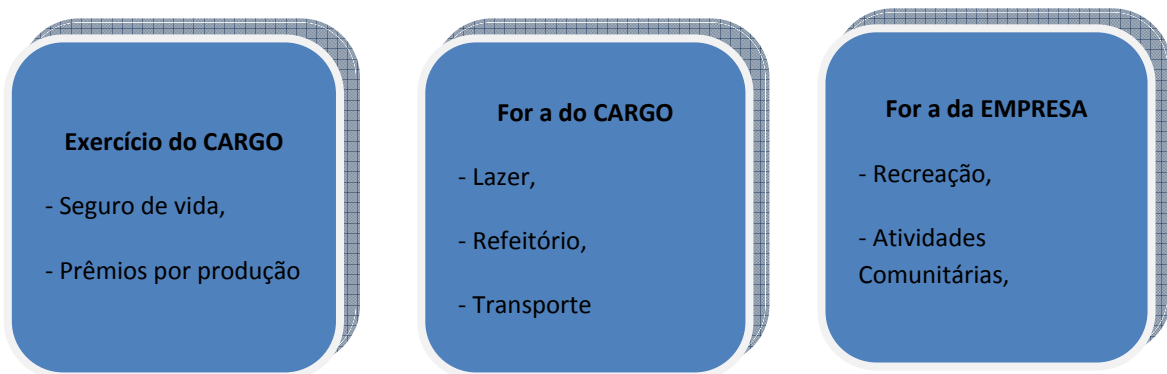 Exercício do CARGO
- Seguro de vida,
- Prêmios por produção
For a do CARGO
- Lazer,
- Refeitório,
- Transporte
For a da EMPRESA
- Recreação,
- Atividades
Comunitárias,